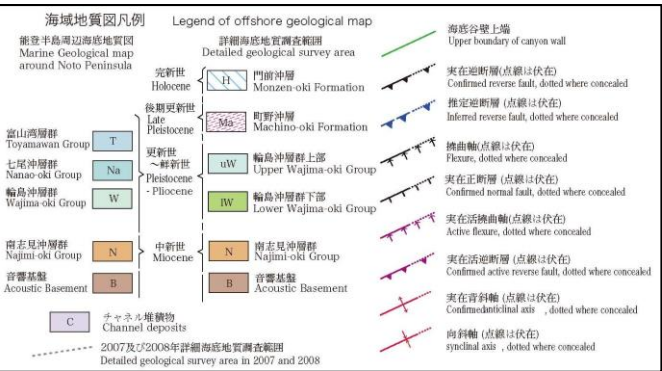 海域地質図凡例 Legend of offshore geological map
能登半島周辺海底地質図
Marine Geological map
around Noto Peninsula
詳細海底地質調査範囲
Detailed geological survey area
完新世
Holocene
H
門前沖層
Monzen-oki Formation
後期更新世
Late
Pleistocene
Ma
町野沖層
Machino-oki Formation
富山湾層群
Toyamawan Group
T
七尾沖層群
Nanao-oki Group
Na
輪島沖層群
Wajima-oki Group
W
更新世
~鮮新世
Pleistocene
- Pliocene
uW
輪島沖層群上部
Upper Wajima-oki Group
lW
輪島沖層群下部
Lower Wajima-oki Group
南志見沖層群
Najimi-oki Group
N
中新世
Miocene
N
南志見沖層群
Najimi-oki Group
音響基盤
Acoustic Basement
B
B
音響基盤
Acoustic Basement
C
チャネル堆積物
Channel deposits
2007及び2008年詳細海底地質調査範囲
Detailed geological survey area in 2007 and 2008
海底谷壁上端
Upper boundary of canyon wall
実在逆断層(点線は伏在)
Confirmed reverse fault, dotted where concealed
推定逆断層(点線は伏在)
Inferred reverse fault, dotted where concealed
撓曲軸(点線は伏在)
Flexure, dotted where concealed
実在正断層(点線は伏在)
Confirmed normal fault, dotted where concealed
実在活撓曲軸(点線は伏在)
Active flexure, dotted where concealed
実在活逆断層(点線は伏在)
Confirmed active reverse fault, dotted where concealed
実在背斜軸(点線は伏在)
Confirmedanticlinal axis , dotted where concealed
向斜軸(点線は伏在)
synclinal axis , dotted where concealed